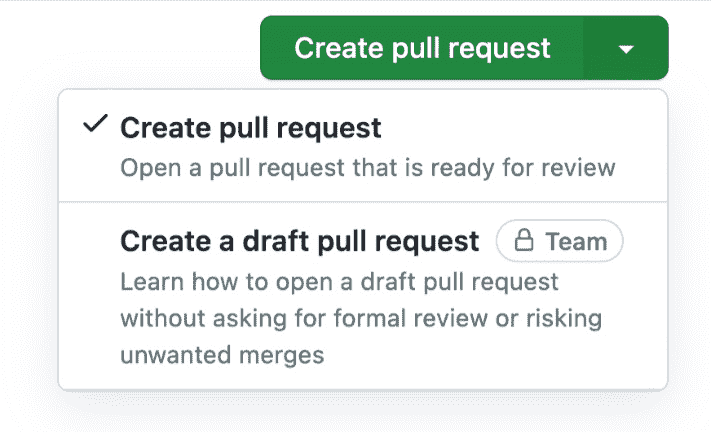 Create pull request
Create pull request
Open a pull request that is ready for review
Create a draft pull request Team
Learn how to open a draft pull request
without asking for formal review or risking
unwanted merges